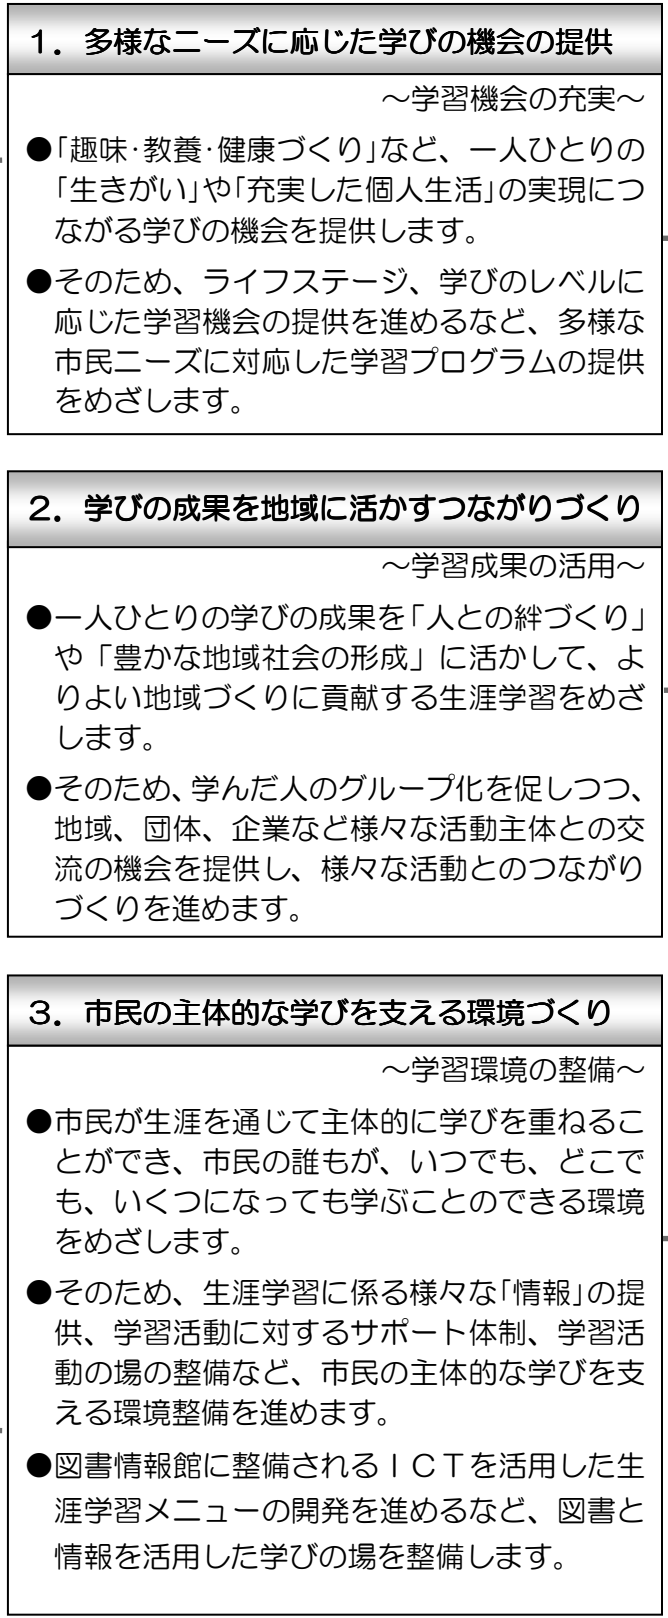 １．多様なニーズに応じた学びの機会の提供
～学習機会の充実～
●「趣味・教養・健康づくり」など、一人ひとりの
「生きがい」や「充実した個人生活」の実現につ
ながる学びの機会を提供します。
●そのため、ライフステージ、学びのレベルに
応じた学習機会の提供を進めるなど、多様な
市民ニーズに対応した学習プログラムの提供
をめざします。
２．学びの成果を地域に活かすつながりづくり
～学習成果の活用～
●一人ひとりの学びの成果を「人との絆づくり」
や「豊かな地域社会の形成」に活かして、よ
りよい地域づくりに貢献する生涯学習をめざ
します。
●そのため、学んだ人のグループ化を促しつつ、
地域、団体、企業など様々な活動主体との交
流の機会を提供し、様々な活動とのつながり
づくりを進めます。
３．市民の主体的な学びを支える環境づくり
～学習環境の整備～
●市民が生涯を通じて主体的に学びを重ねるこ
とができ、市民の誰もが、いつでも、どこで
も、いくつになっても学ぶことのできる環境
をめざします。
●そのため、生涯学習に係る様々な「情報」の提
供、学習活動に対するサポート体制、学習活
動の場の整備など、市民の主体的な学びを支
える環境整備を進めます。
●図書情報館に整備されるＩＣＴを活用した生
涯学習メニューの開発を進めるなど、図書と
情報を活用した学びの場を整備します。